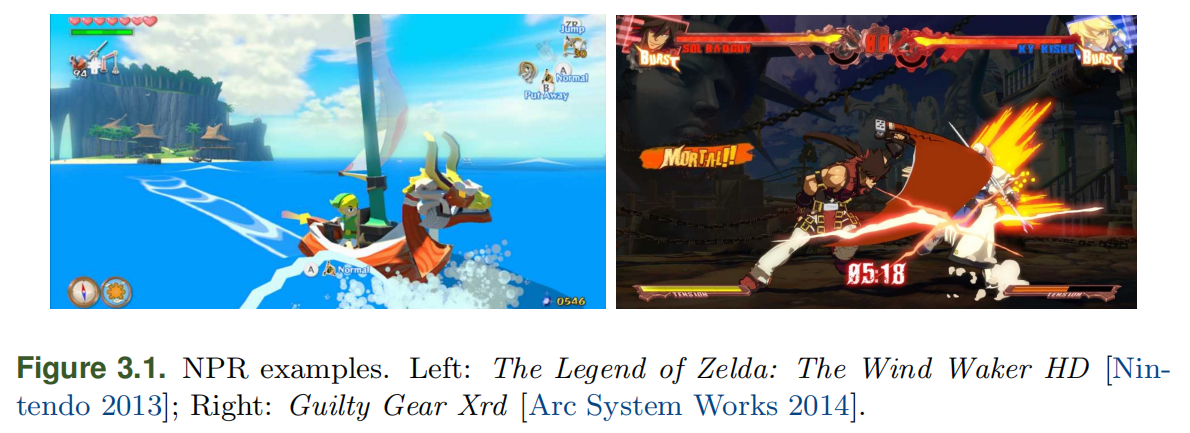 ZR
Jump
A
Normal
B
Put Away
A Normal
0546
SOL BADGUY
KY KISKE
BURST
BURST
MORTAL!!
05:18
TENSION
TENSION
Figure 3.1. NPR examples. Left: The Legend of Zelda: The Wind Waker HD [Nin-
tendo 2013]; Right: Guilty Gear Xrd [Arc System Works 2014].